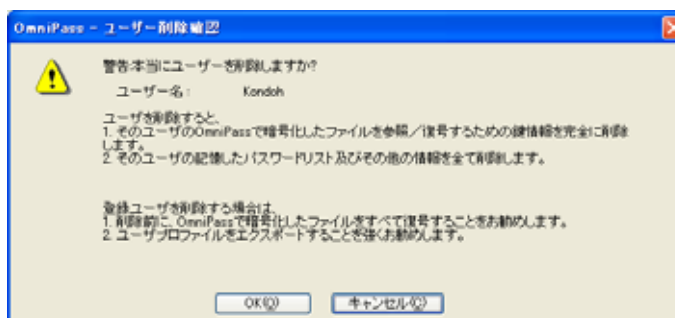 OmniPass - ユーザー削除確認
警告:本当にユーザーを削除しますか?
ユーザー名: Kondoh
ユーザを削除すると、
1. そのユーザのOmniPassで暗号化したファイルを参照/復号するための鍵情報を完全に削除
します。
2. そのユーザの記憶したパスワードリスト及びその他の情報を全て削除します。
登録ユーザを削除する場合は、
1. 削除前に、OmniPassで暗号化したファイルをすべて復号することをお勧めします。
2. ユーザプロファイルをエクスポートすることを強くお勧めします。
OK(O) キャンセル(C)